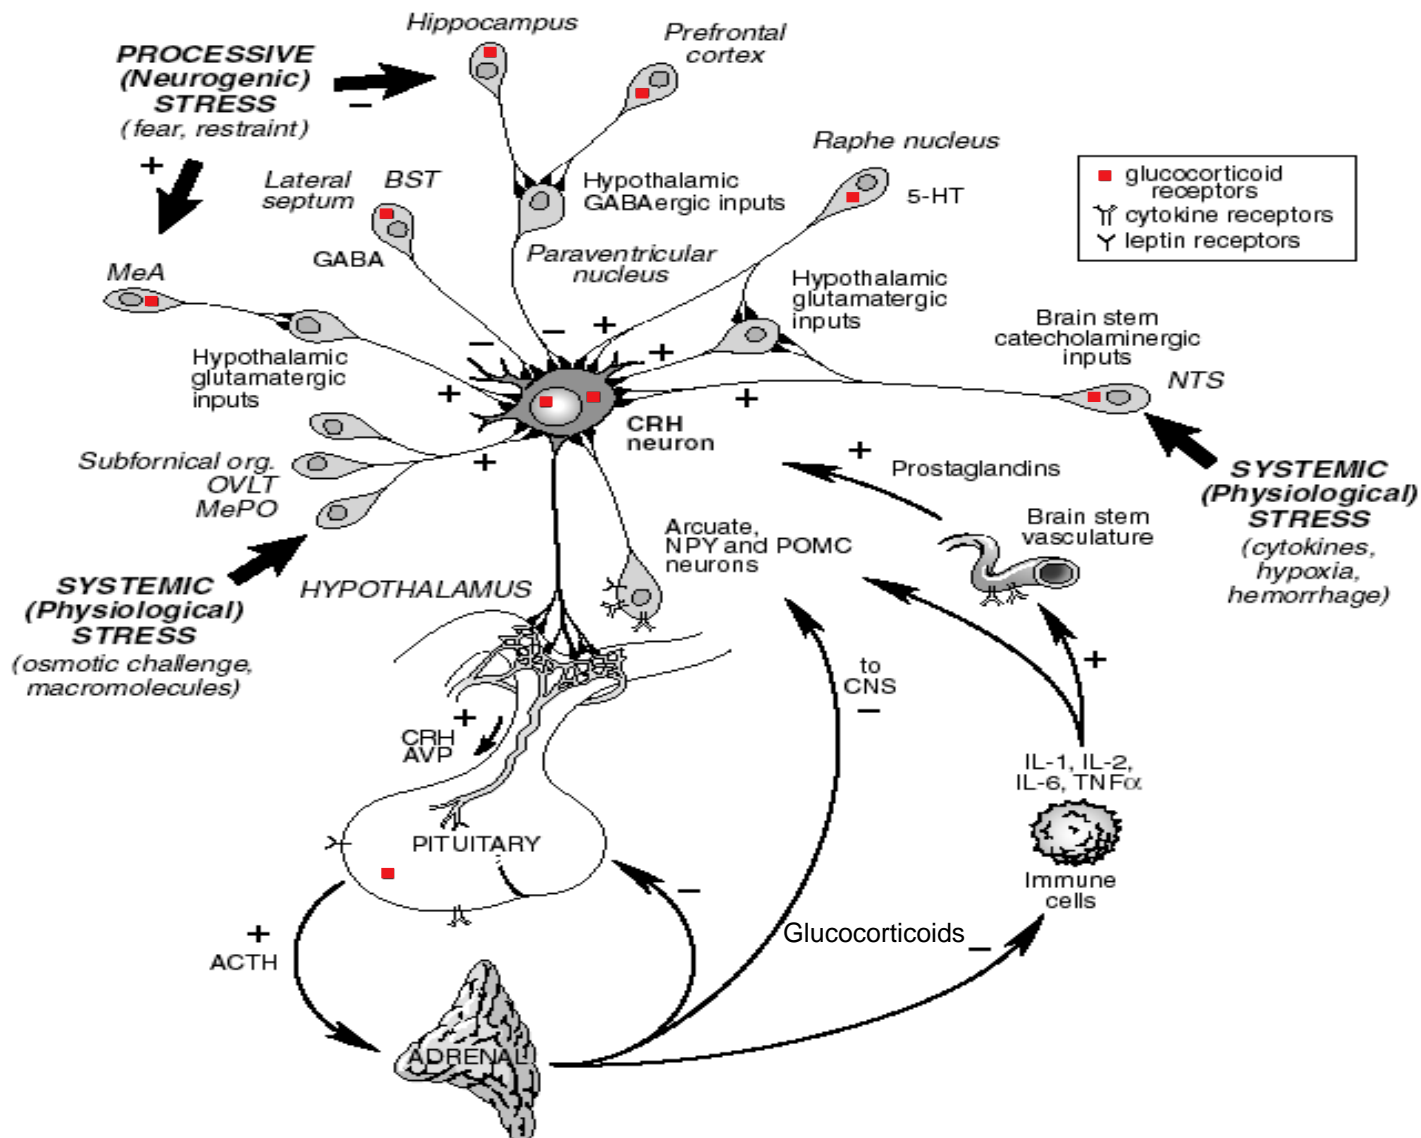 Hippocampus
Prefrontal
cortex
PROCESSIVE
(Neurogenic)
STRESS
(fear, restraint)
−
+
Raphe nucleus
5-HT
glucocorticoid
receptors
cytokine receptors
leptin receptors
Lateral
septum
BST
GABA
Hypothalamic
GABAergic inputs
Paraventricular
nucleus
MeA
Hypothalamic
glutamatergic
inputs
Hypothalamic
glutamatergic
inputs
Brain stem
catecholaminergic
inputs
NTS
−
−
+
+
+
+
+
CRH
neuron
Subfornical org.
OVLT
MePO
SYSTEMIC
(Physiological)
STRESS
(osmotic challenge,
macromolecules)
HYPOTHALAMUS
Arcuate,
NPY and POMC
neurons
+
Prostaglandins
Brain stem
vasculature
SYSTEMIC
(Physiological)
STRESS
(cytokines,
hypoxia,
hemorrhage)
to
CNS
−
+
+
CRH
AVP
IL-1, IL-2,
IL-6, TNFα
Immune
cells
PITUITARY
−
Glucocorticoids
−
+
ACTH
ADRENAL